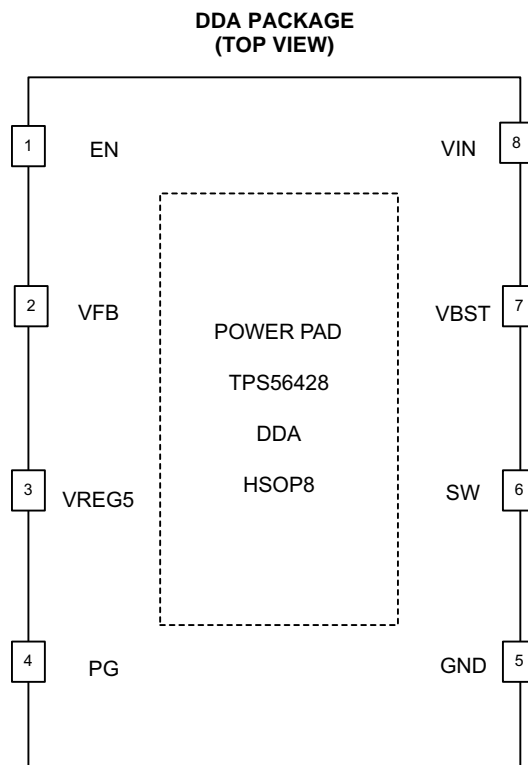 DDA PACKAGE
(TOP VIEW)
1 EN VIN 8
2 VFB VBST 7
POWER PAD
TPS56428
DDA
HSOP8
3 VREG5 SW 6
4 PG GND 5